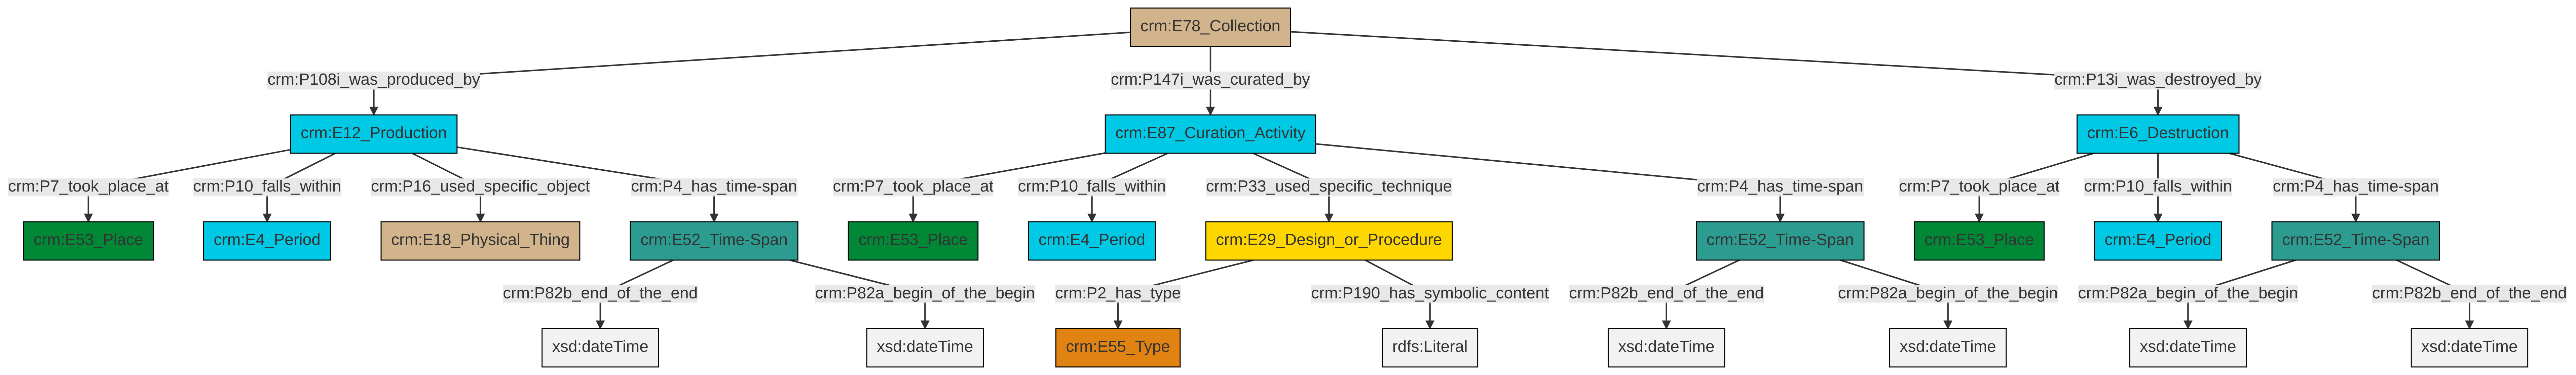 crm:E78_Collection
crm:P108i_was_produced_by
crm:P147i_was_curated_by
crm:P13i_was_destroyed_by
crm:E12_Production
crm:E87_Curation_Activity
crm:E6_Destruction
crm:P7_took_place_at
crm:P10_falls_within
crm:P16_used_specific_object
crm:P4_has_time-span
crm:P7_took_place_at
crm:P10_falls_within
crm:P33_used_specific_technique
crm:P4_has_time-span
crm:P7_took_place_at
crm:P10_falls_within
crm:P4_has_time-span
crm:E53_Place
crm:E4_Period
crm:E18_Physical_Thing
crm:E52_Time-Span
crm:E53_Place
crm:E4_Period
crm:E29_Design_or_Procedure
crm:E52_Time-Span
crm:E53_Place
crm:E4_Period
crm:E52_Time-Span
crm:P82b_end_of_the_end
crm:P82a_begin_of_the_begin
crm:P2_has_type
crm:P190_has_symbolic_content
crm:P82b_end_of_the_end
crm:P82a_begin_of_the_begin
crm:P82a_begin_of_the_begin
crm:P82b_end_of_the_end
xsd:dateTime
xsd:dateTime
crm:E55_Type
rdfs:Literal
xsd:dateTime
xsd:dateTime
xsd:dateTime
xsd:dateTime